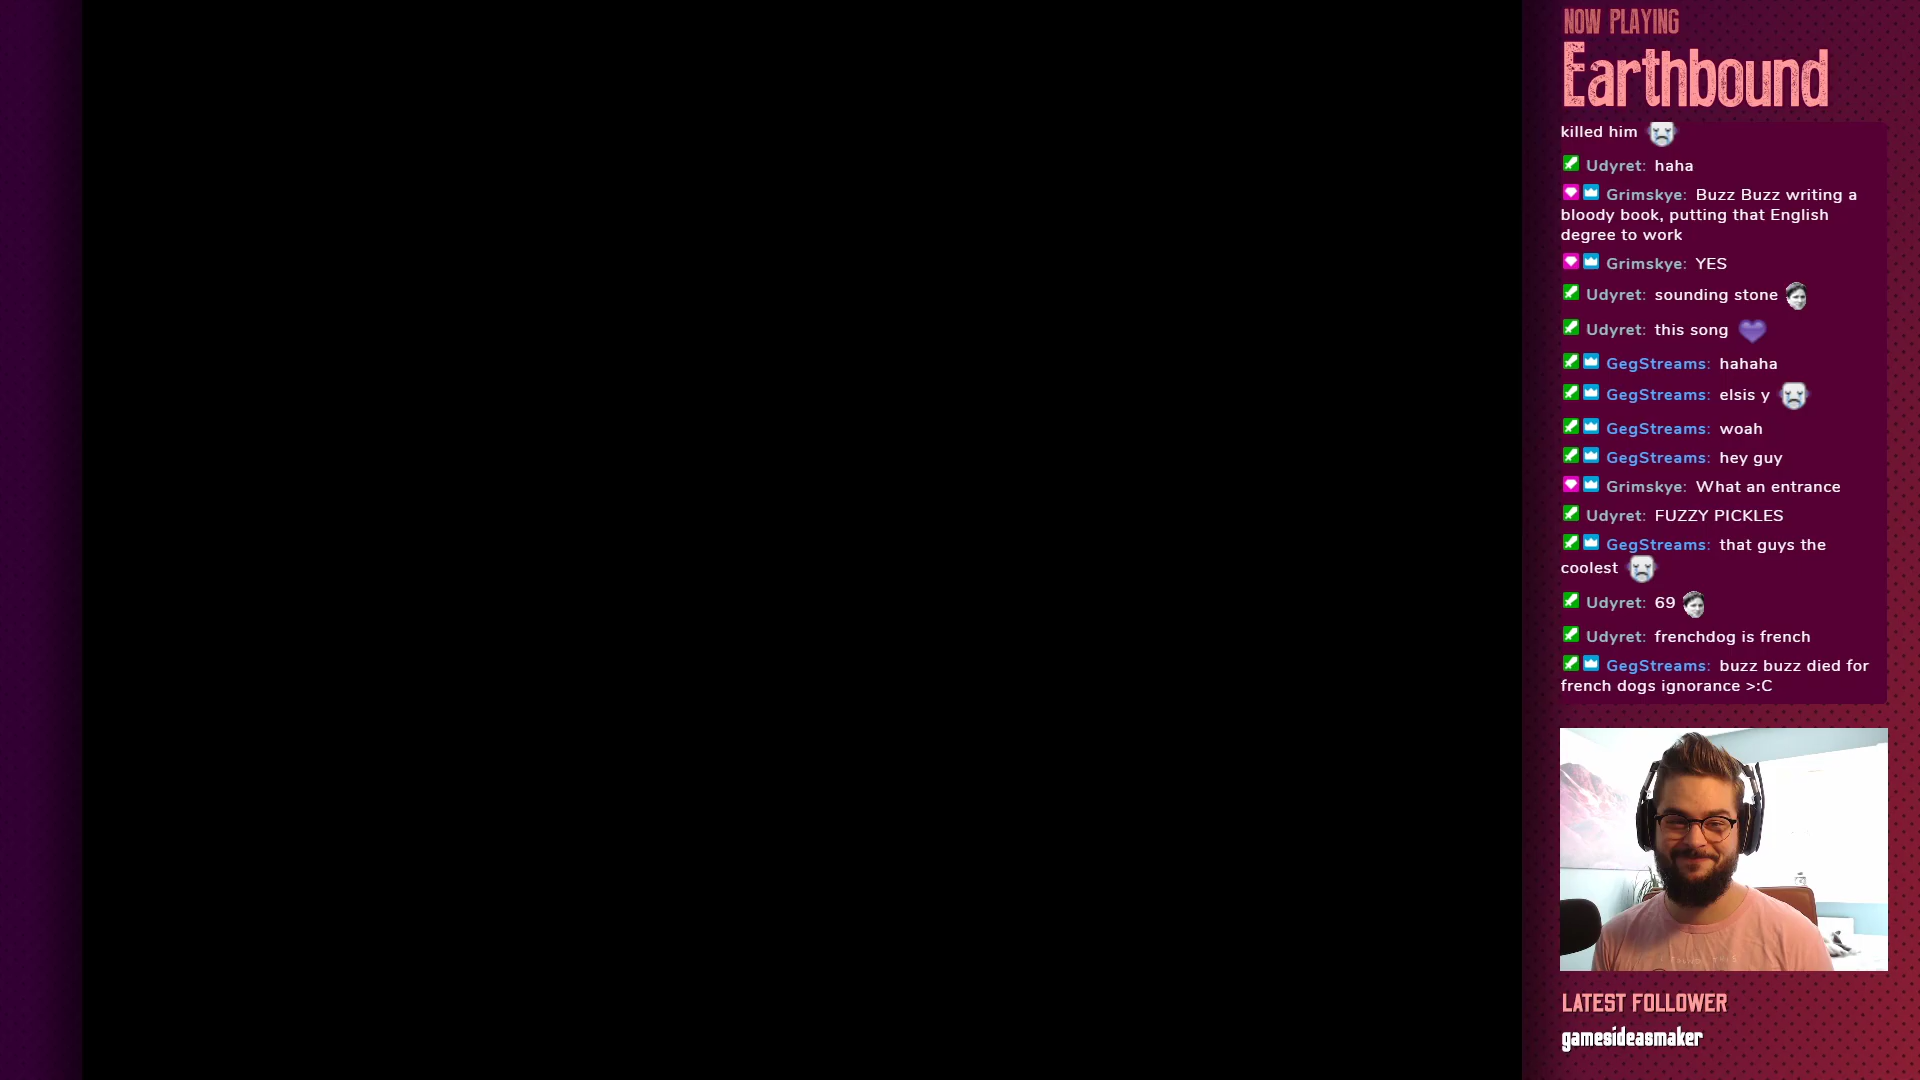 NOW PLAYING
Earthbound
killed him
Udyret: haha
Grimskye: Buzz Buzz writing a
bloody book, putting that English
degree to work
Grimskye: YES
Udyret: sounding stone
Udyret: this song
GegStreams: hahaha
GegStreams: elsis y
GegStreams: woah
GegStreams: hey guy
Grimskye: What an entrance
Udyret: FUZZY PICKLES
GegStreams: that guys the
coolest
Udyret: 69
Udyret: frenchdog is french
GegStreams: buzz buzz died for
french dogs ignorance >:C
LATEST FOLLOWER
gamesideasmaker